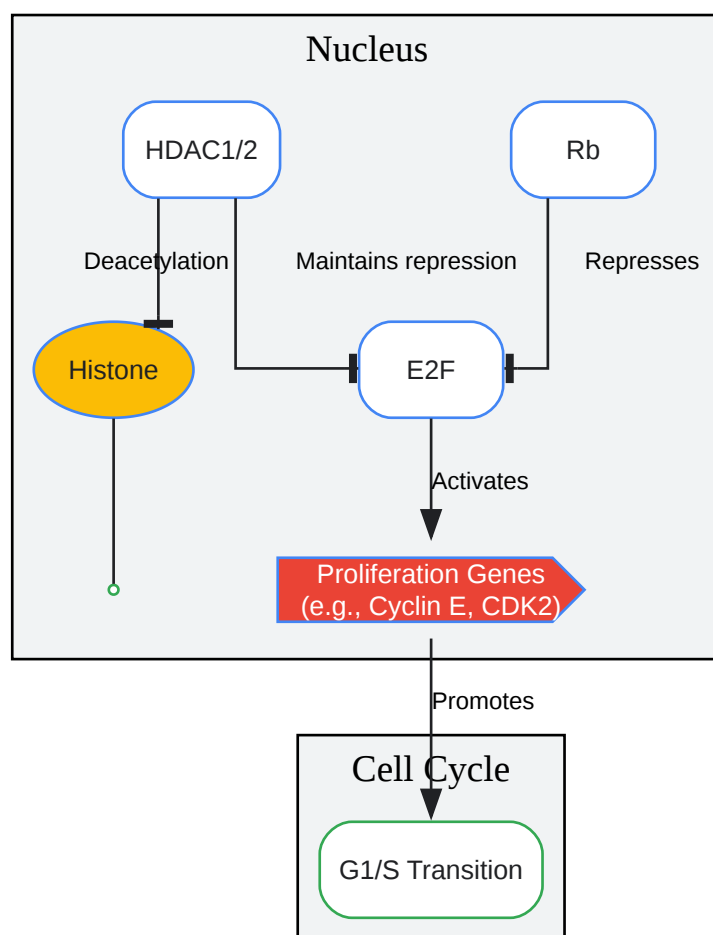 Nucleus
HDAC1/2
Rb
Deacetylation
Maintains repression
Represses
Histone
E2F
Activates
Proliferation Genes
(e.g., Cyclin E, CDK2)
Promotes
Cell Cycle
G1/S Transition